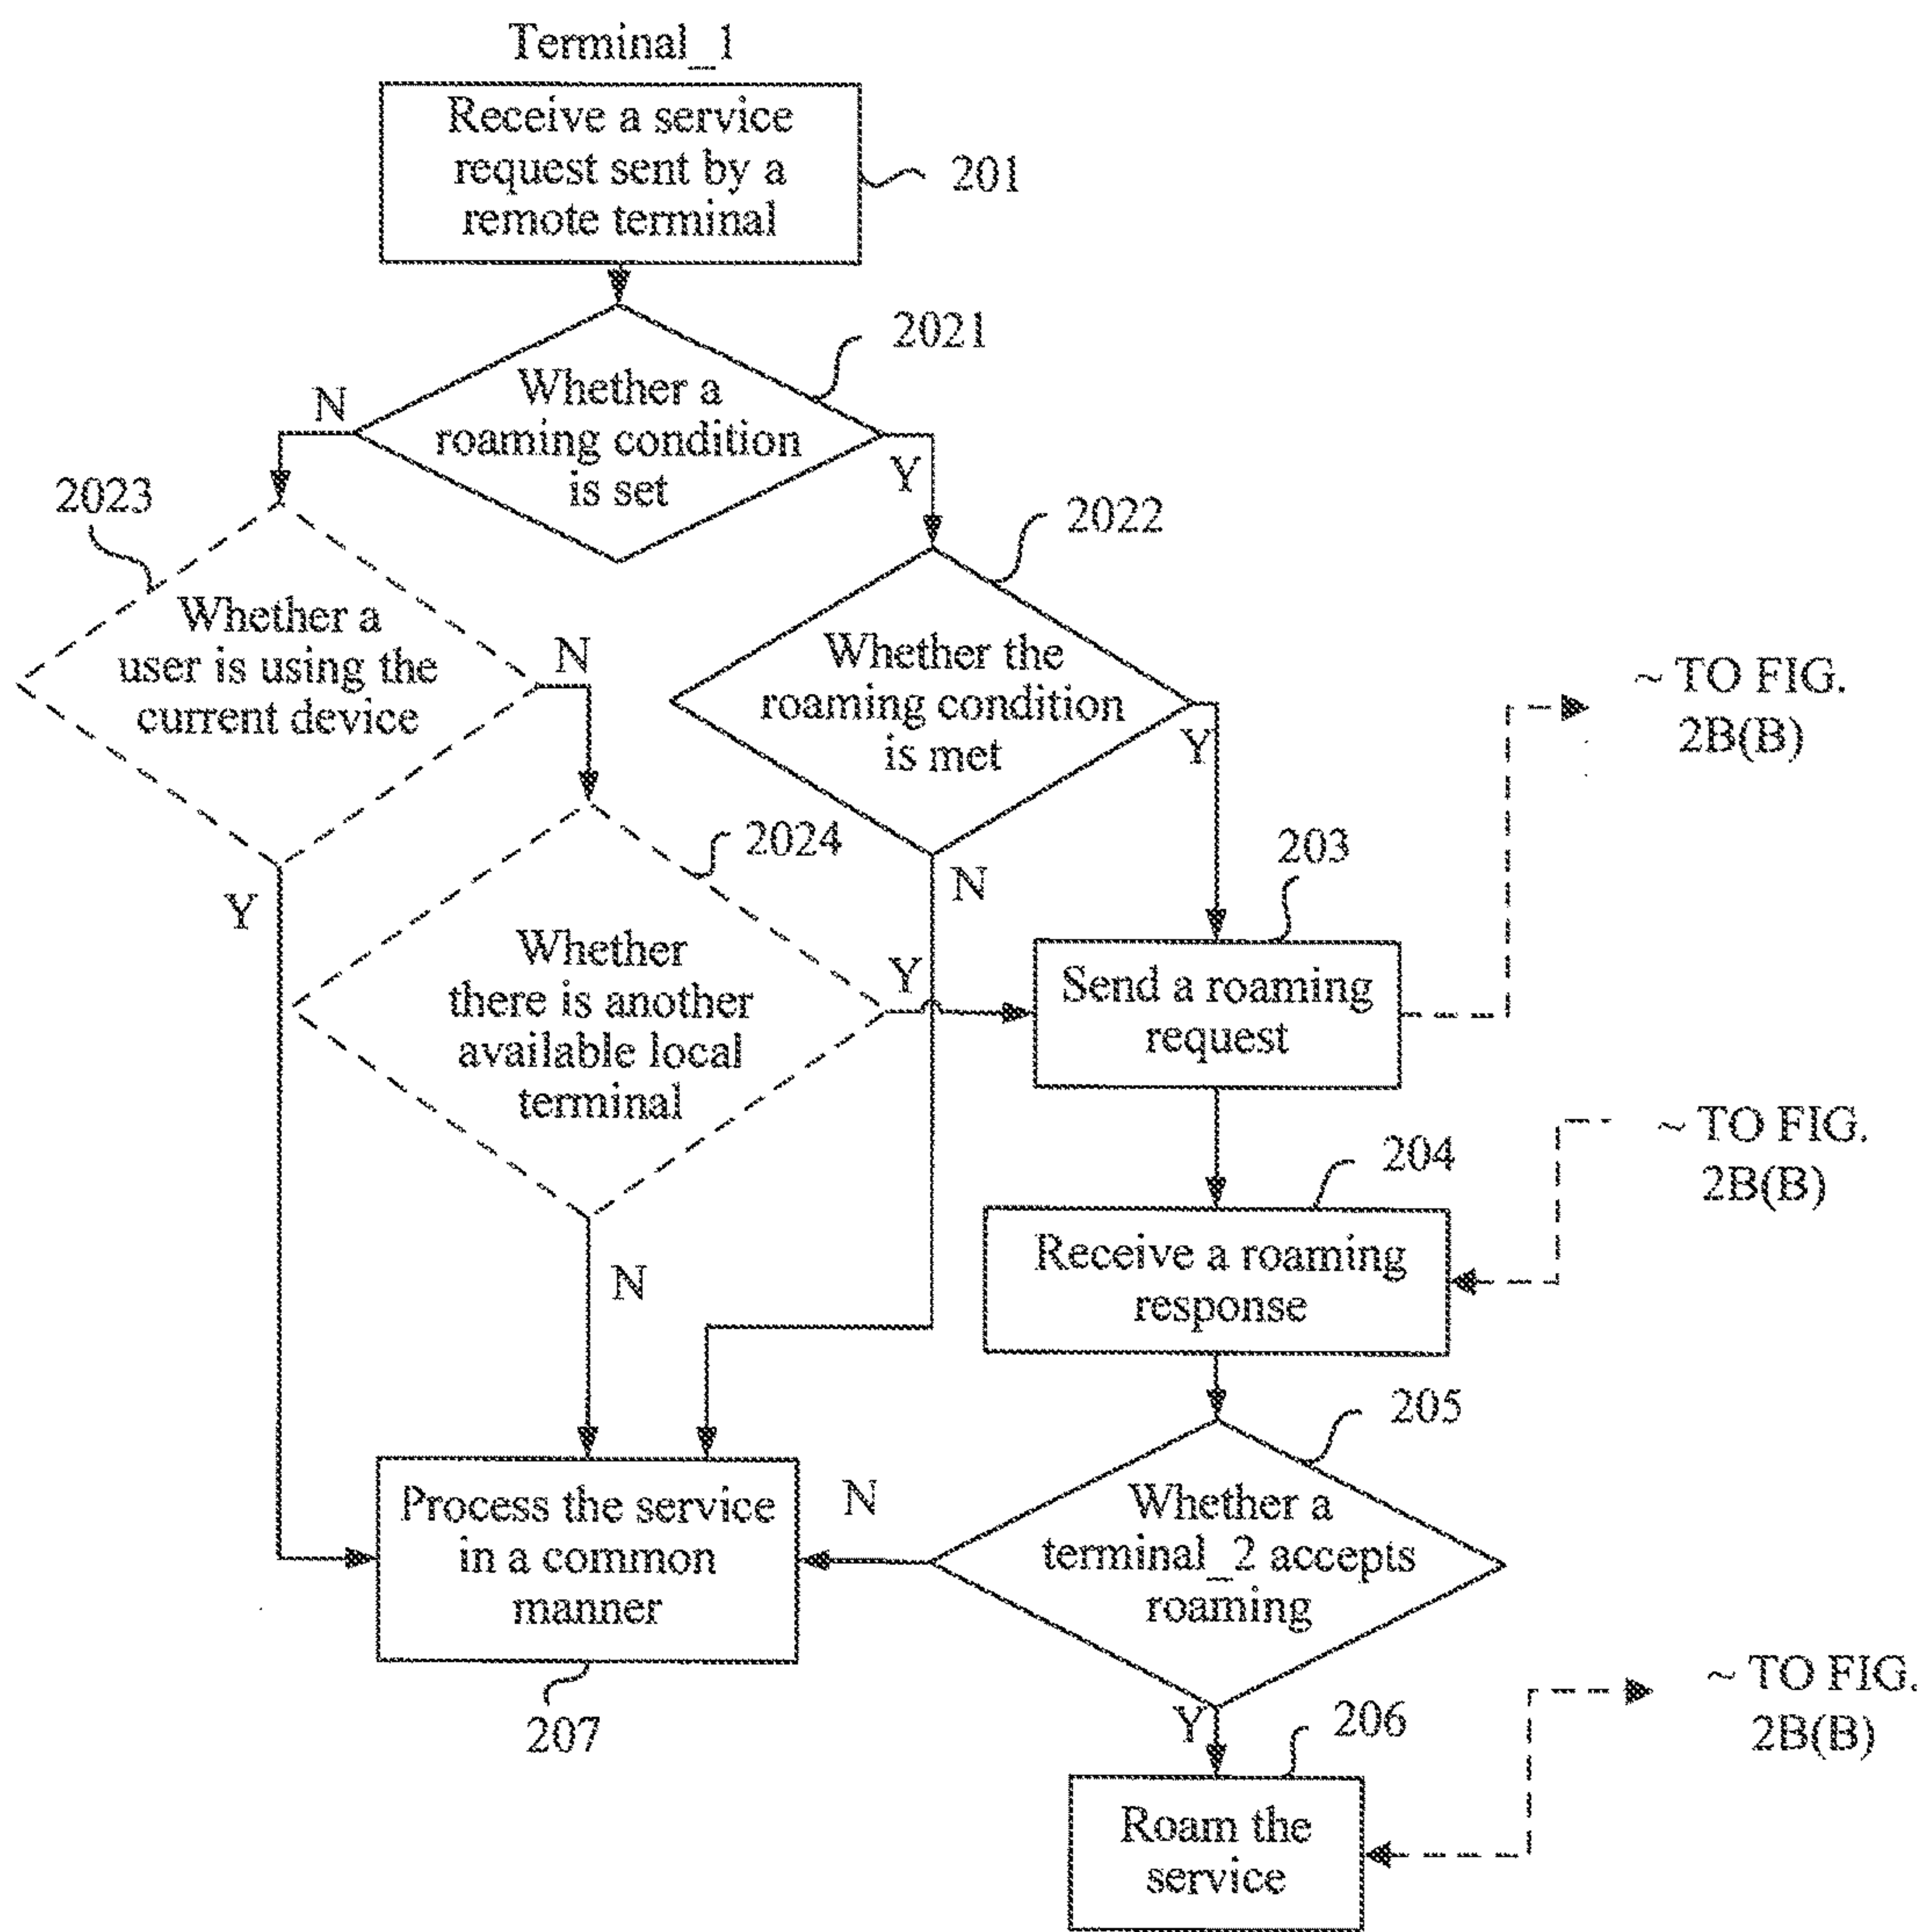 Terminal_1
Receive a service
request sent by a
remote terminal
201
2021
Whether a
roaming condition
is set
N
Y
2023
2022
Whether a
user is using the
current device
N
Whether the
roaming condition
is met
Y
~ TO FIG.
2B(B)
2024
203
Y
N
Whether
there is another
available local
terminal
Y
Send a roaming
request
~ TO FIG.
2B(B)
204
N
Receive a roaming
response
205
Process the service
in a common
manner
N
Whether a
terminal_2 accepts
roaming
207
Y
206
~ TO FIG.
2B(B)
Roam the
service